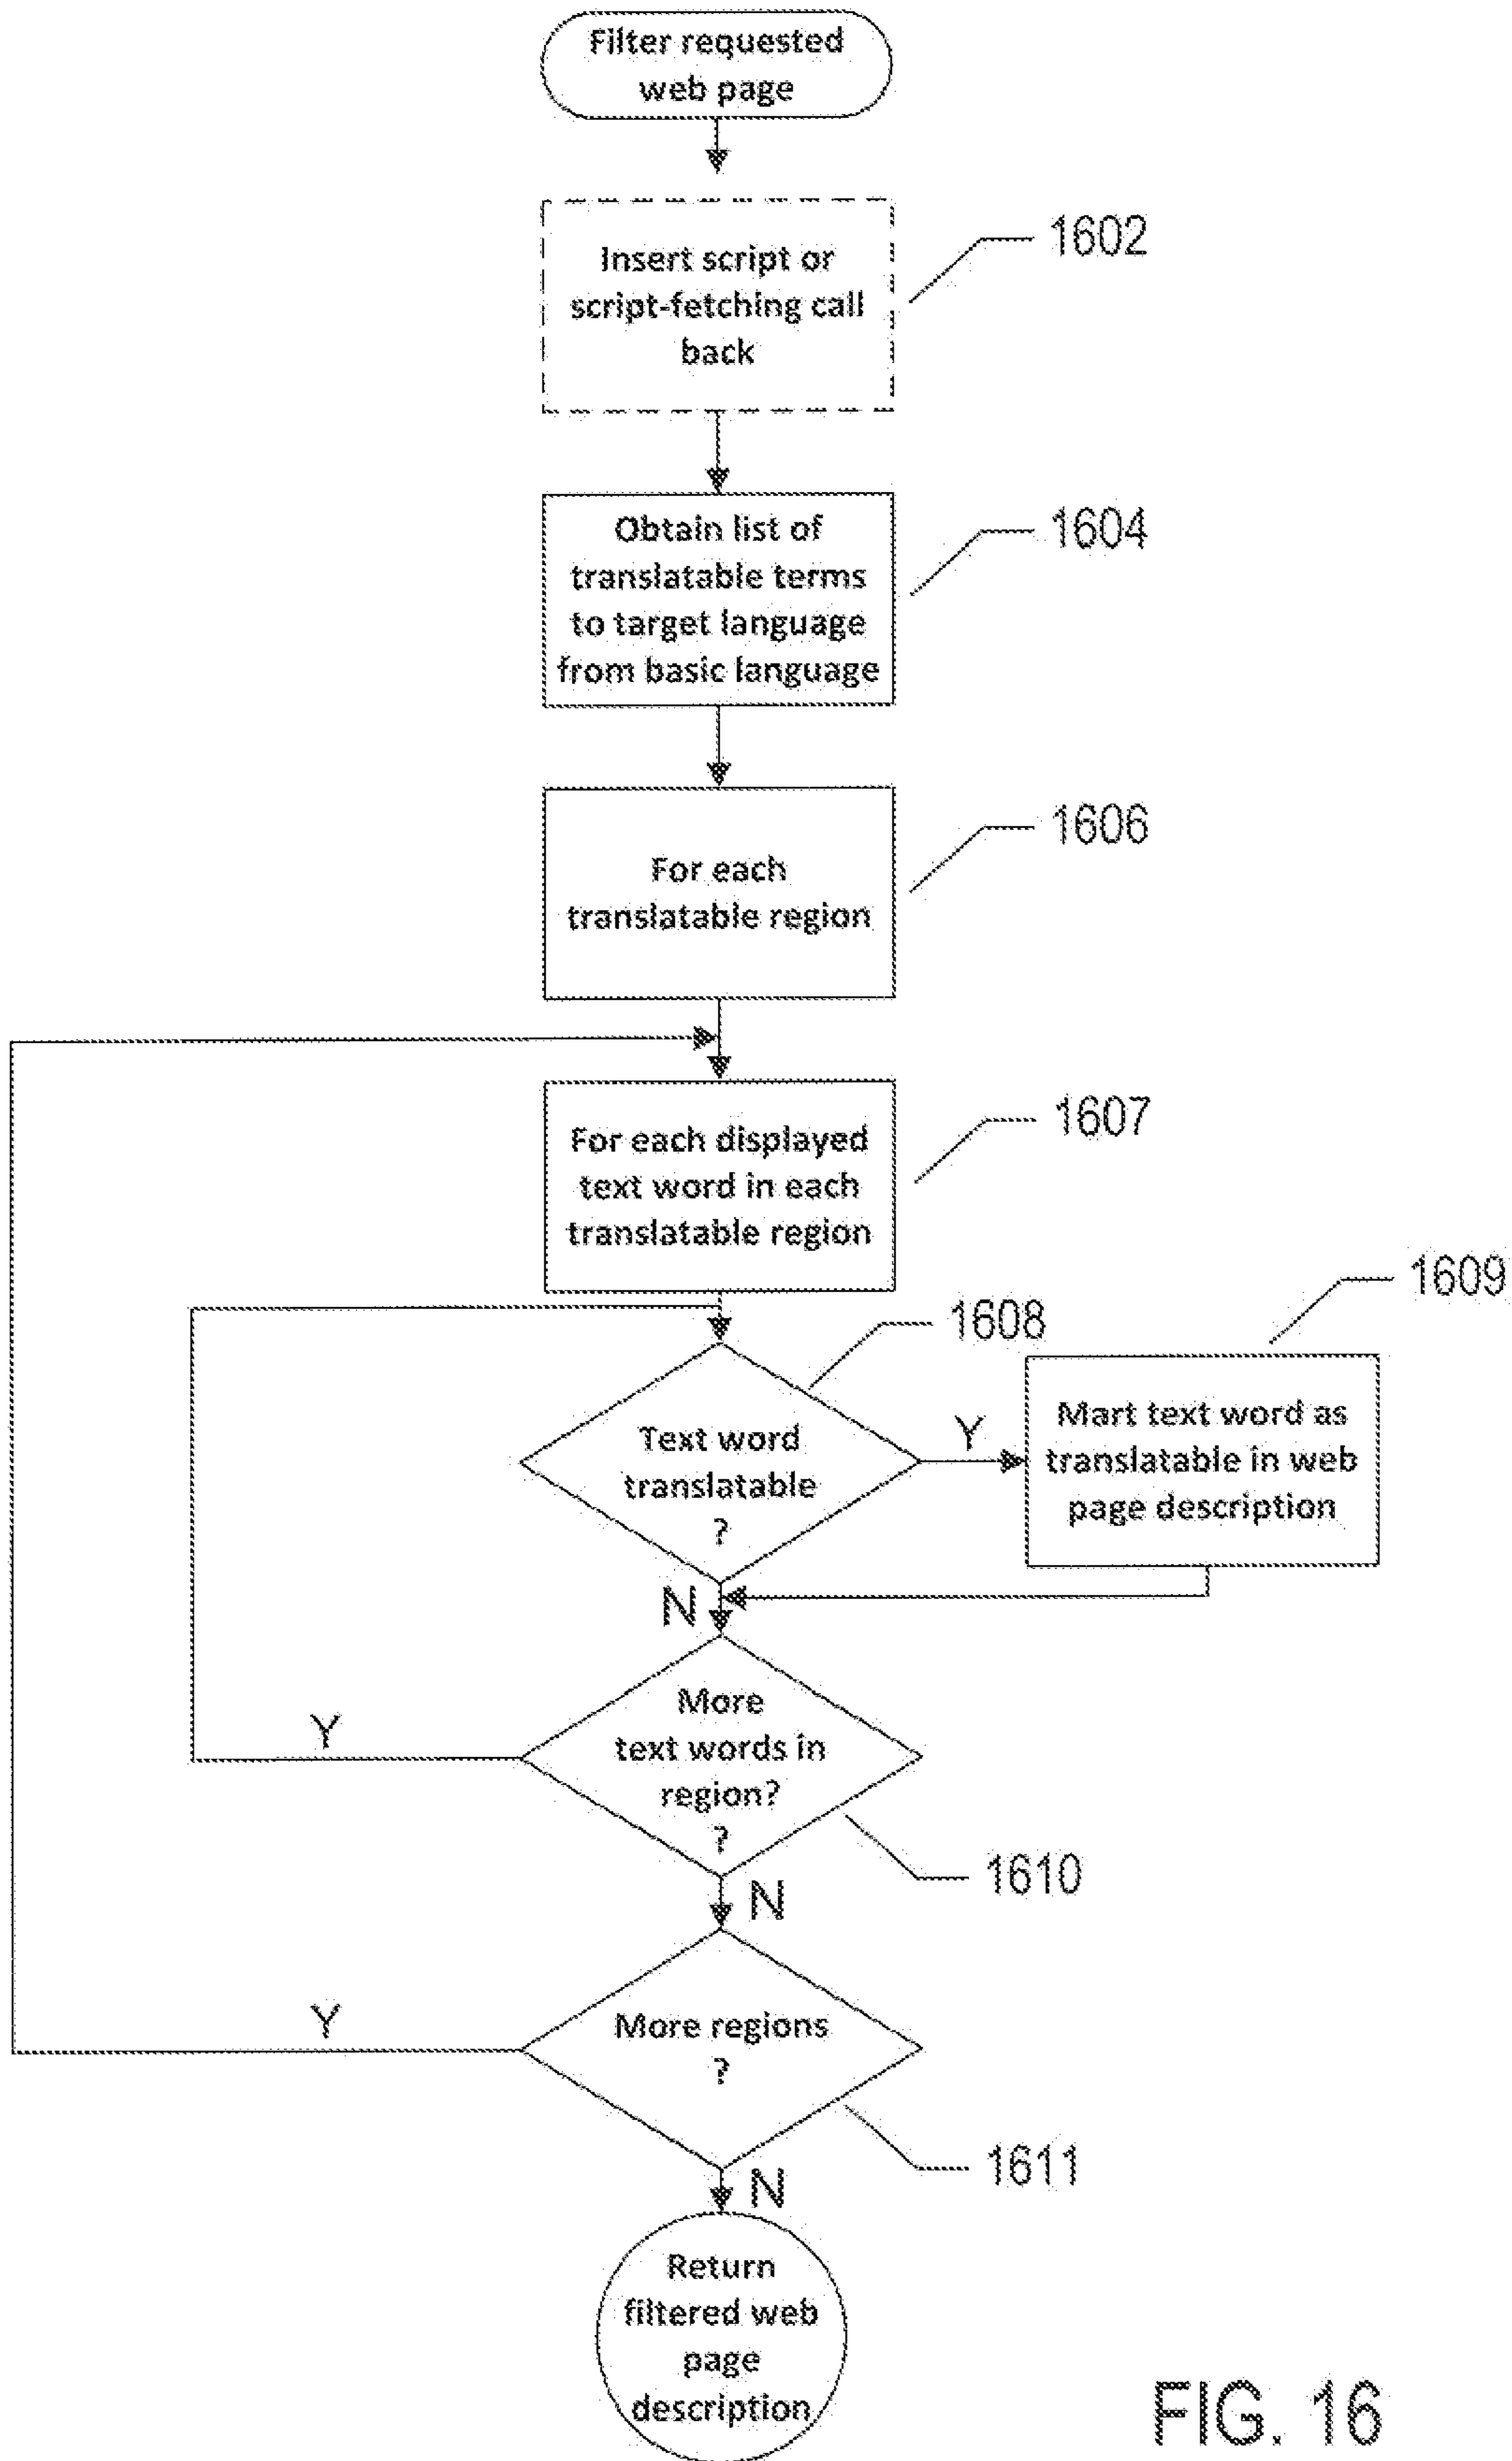 Filter requested
web page
Insert script or
script-fetching call
back
1602
Obtain list of
translatable terms
to target language
from basic language
1604
For each
translatable region
1606
For each displayed
text word in each
translatable region
1607
Text word
translatable
?
1608
Y
N
Mart text word as
translatable in web
page description
1609
More
text words in
region?
?
1610
Y
N
More regions
?
1611
Y
N
Return
filtered web
page
description
FIG. 16